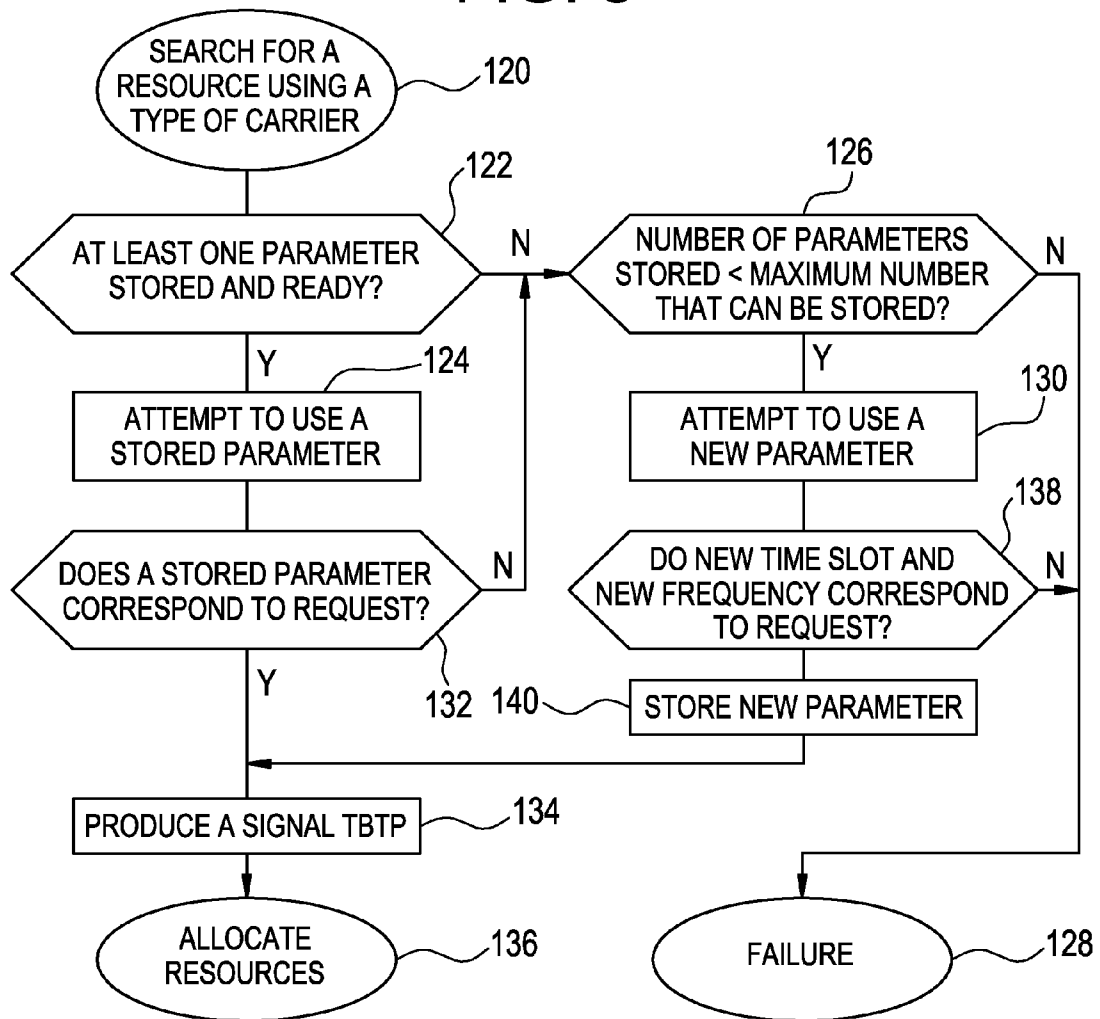 SEARCH FOR A
RESOURCE USING A
TYPE OF CARRIER
120
122
AT LEAST ONE PARAMETER
STORED AND READY?
N
Y
126
NUMBER OF PARAMETERS
STORED < MAXIMUM NUMBER
THAT CAN BE STORED?
N
Y
124
ATTEMPT TO USE A
STORED PARAMETER
130
ATTEMPT TO USE A
NEW PARAMETER
DOES A STORED PARAMETER
CORRESPOND TO REQUEST?
N
Y
132
138
DO NEW TIME SLOT AND
NEW FREQUENCY CORRESPOND
TO REQUEST?
N
140
STORE NEW PARAMETER
PRODUCE A SIGNAL TBTP
134
ALLOCATE
RESOURCES
136
FAILURE
128